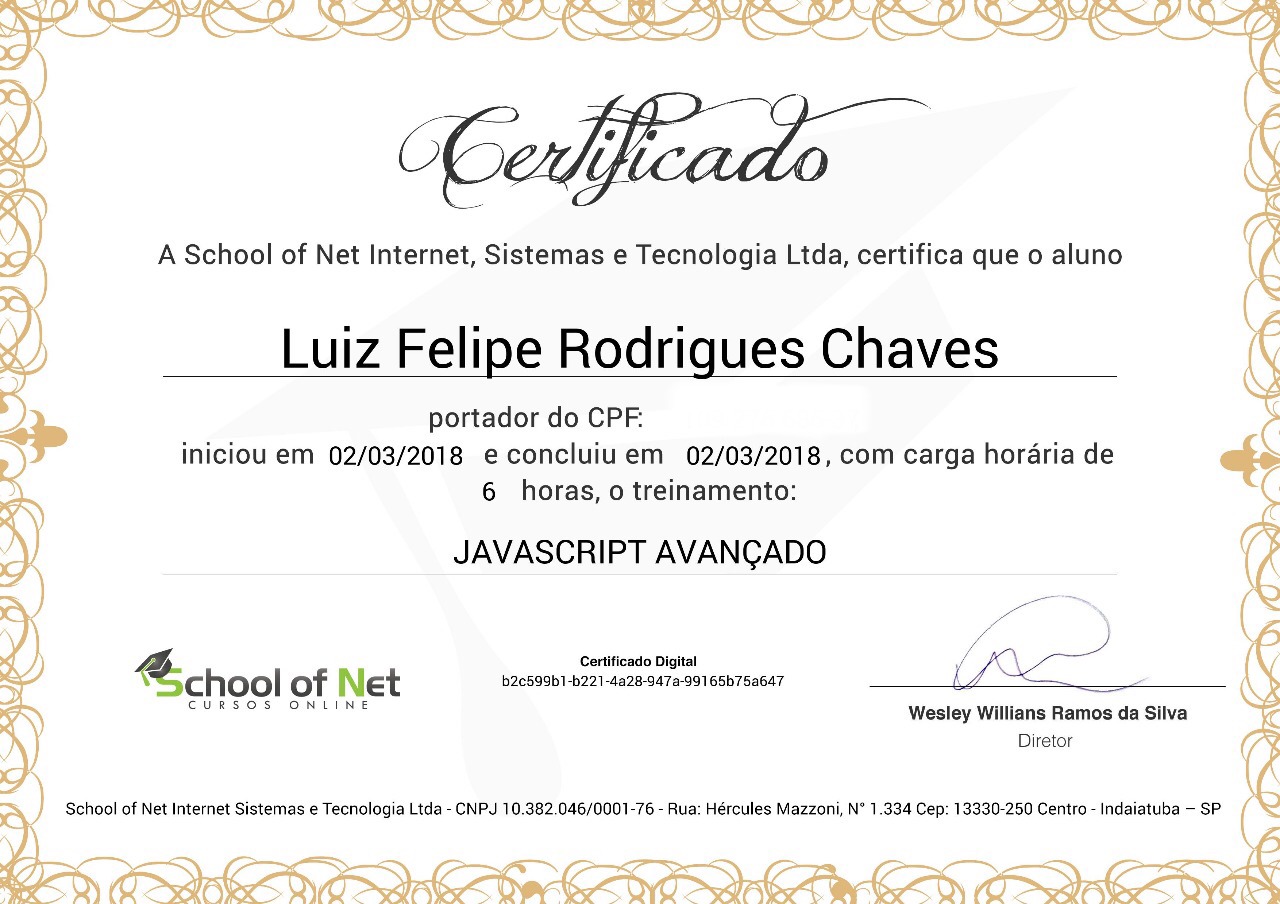 Certificado
A School of Net Internet, Sistemas e Tecnologia Ltda, certifica que o aluno
Luiz Felipe Rodrigues Chaves
portador do CPF:
iniciou em 02/03/2018 e concluiu em 02/03/2018, com carga horária de
6 horas, o treinamento:
JAVASCRIPT AVANÇADO
School of Net
CURSOS ONLINE
Certificado Digital
b2c599b1-b221-4a28-947a-99165b75a647
Wesley Willians Ramos da Silva
Diretor
School of Net Internet Sistemas e Tecnologia Ltda - CNPJ 10.382.046/0001-76 - Rua: Hércules Mazzoni, N° 1.334 Cep: 13330-250 Centro - Indaiatuba – SP